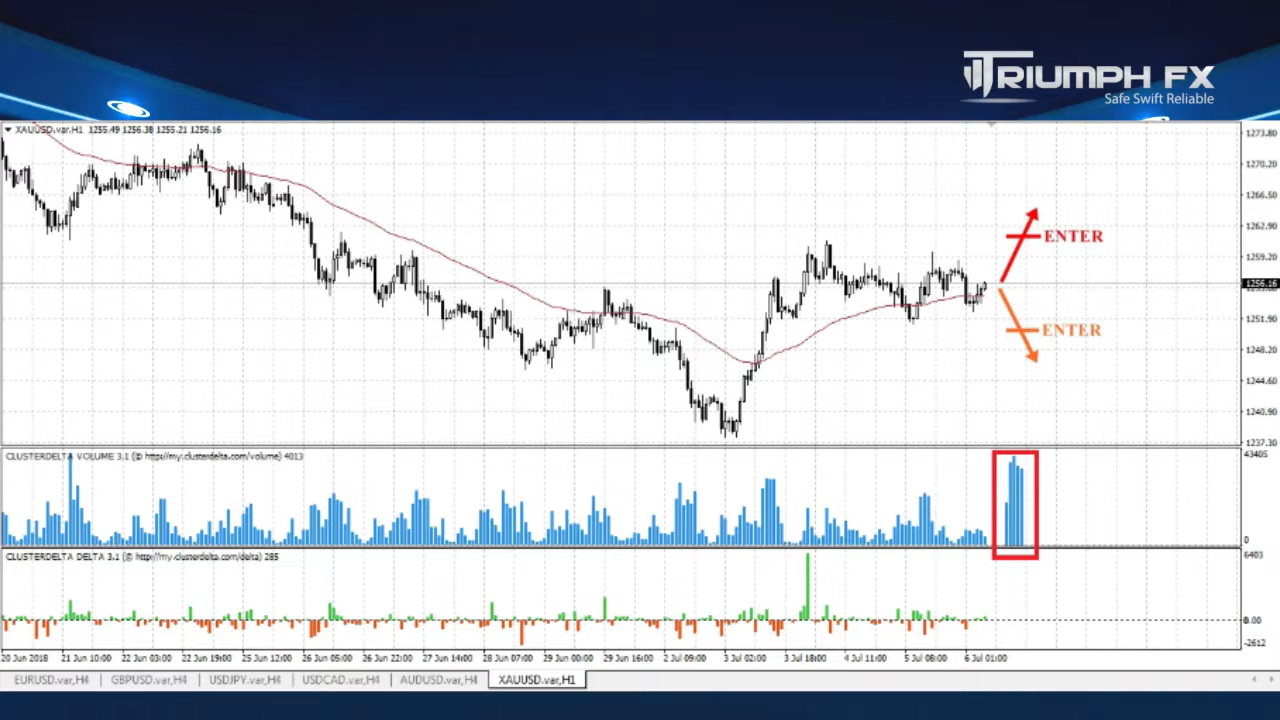 TRIUMPH FX
Safe Swift Reliable
XAUUSD.var,H1 1255.49 1256.38 1255.21 1256.16
1273.80
1270.20
1266.50
1262.90
ENTER
1259.20
1256.16
ENTER
1251.90
1248.20
1244.60
1240.90
1237.30
CLUSTERDELTA VOLUME 3.1 (© http://my.clusterdelta.com/volume) 4013
43405
0
CLUSTERDELTA DELTA 3.1 (© http://my.clusterdelta.com/delta) 285
6403
0.00
-2612
20 Jun 2018 21 Jun 10:00 22 Jun 03:00 22 Jun 19:00 25 Jun 12:00 26 Jun 05:00 26 Jun 22:00 27 Jun 14:00 28 Jun 07:00 29 Jun 00:00 29 Jun 16:00 2 Jul 09:00 3 Jul 02:00 3 Jul 18:00 4 Jul 11:00 5 Jul 08:00 6 Jul 01:00
EURUSD.var,H4 GBPUSD.var,H4 USDJPY.var,H4 USDCAD.var,H4 AUDUSD.var,H4 XAUUSD.var,H1